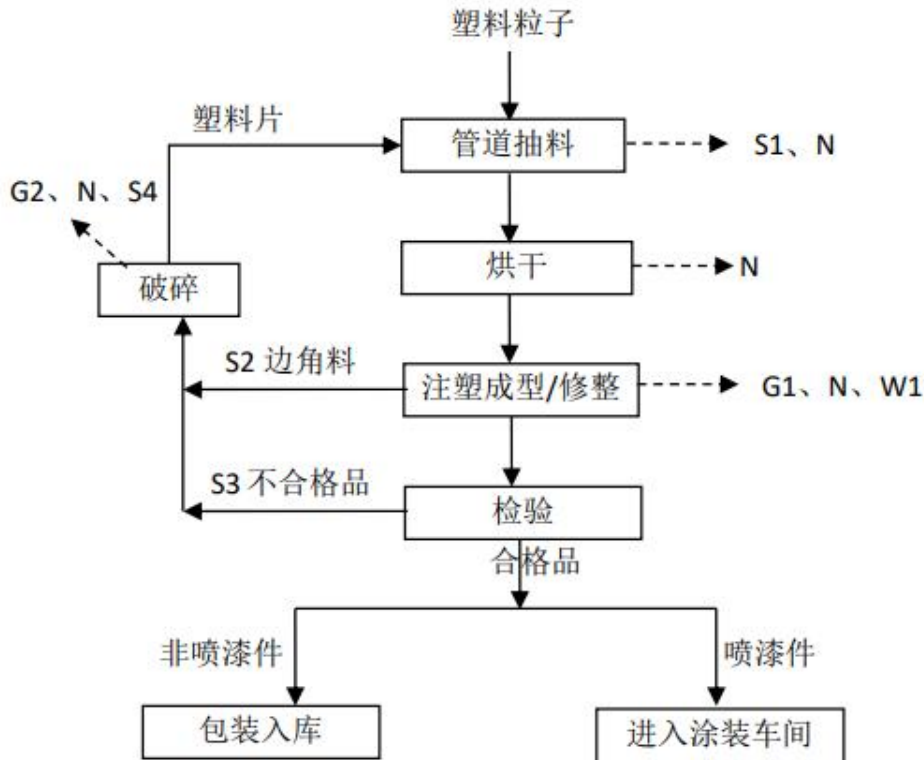 塑料粒子
塑料片
管道抽料
S1、N
G2、N、S4
烘干
N
破碎
S2 边角料
注塑成型/修整
G1、N、W1
S3 不合格品
检验
合格品
非喷漆件
喷漆件
包装入库
进入涂装车间